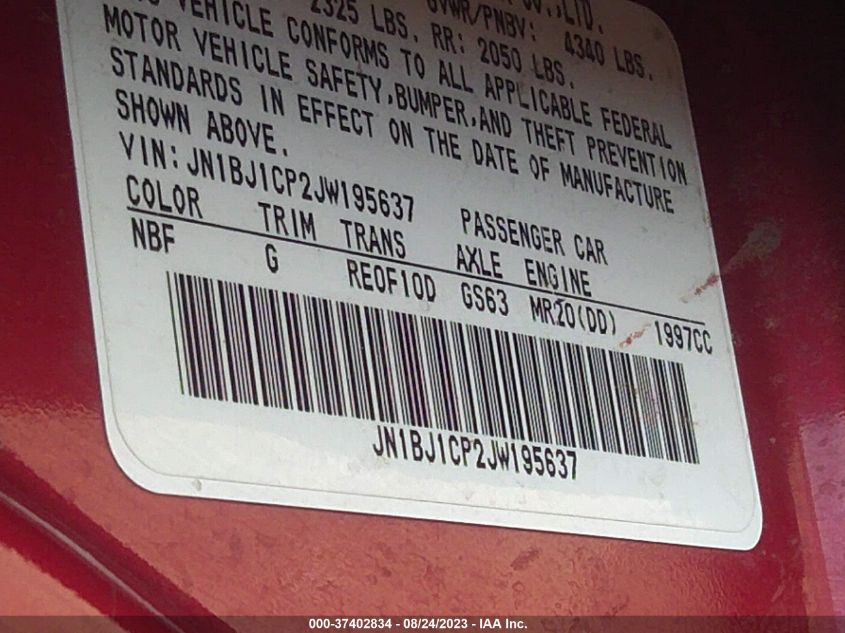 CO.,LTD.
2325 LBS. RR: 2050 LBS.
GVWR/PNBV: 4340 LBS.
VEHICLE CONFORMS TO ALL APPLICABLE FEDERAL
MOTOR VEHICLE SAFETY,BUMPER,AND THEFT PREVENTION
STANDARDS IN EFFECT ON THE DATE OF MANUFACTURE
SHOWN ABOVE.
VIN: JN1BJ1CP2JW195637 PASSENGER CAR
COLOR TRIM TRANS AXLE ENGINE
NBF G RE0F10D GS63 MR20(DD) 1997CC
JN1BJ1CP2JW195637
000-37402834 - 08/24/2023 - IAA Inc.